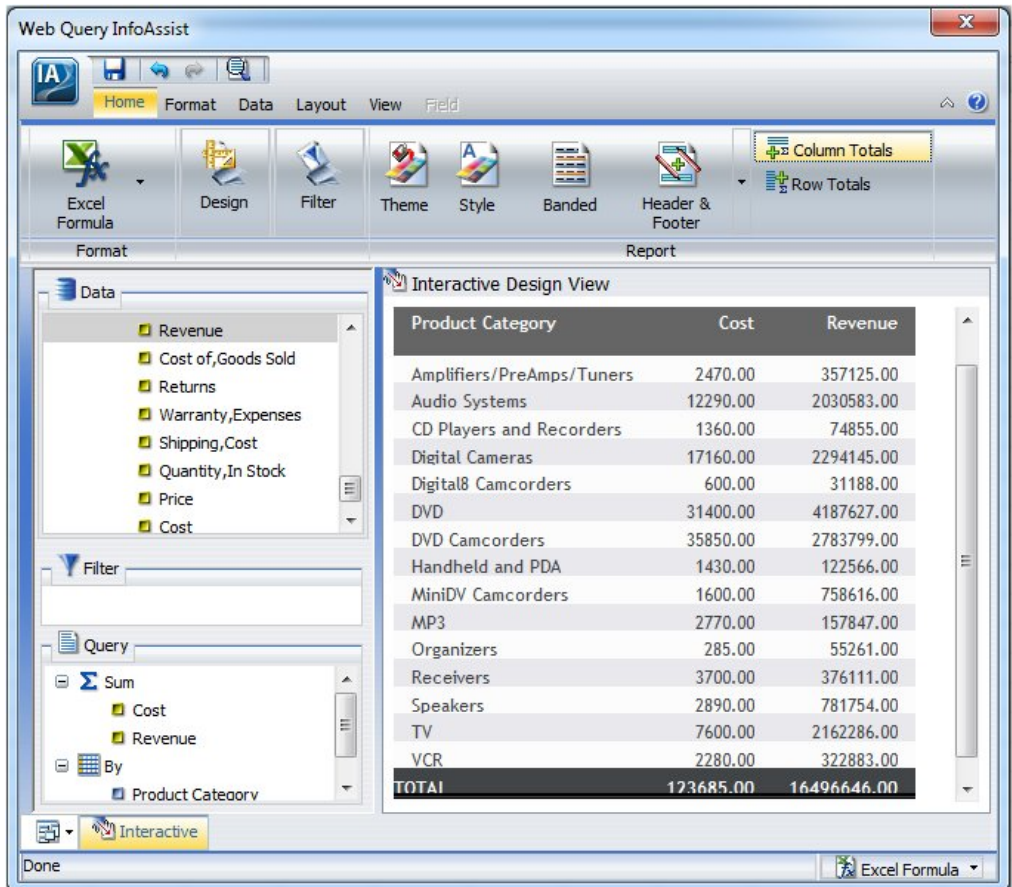 Web Query InfoAssist
IA
Home Format Data Layout View Field
Excel Formula
Design
Filter
Theme
Style
Banded
Header & Footer
Column Totals
Row Totals
Format
Report
Data
Revenue
Cost of,Goods Sold
Returns
Warranty,Expenses
Shipping,Cost
Quantity,In Stock
Price
Cost
Filter
Query
Sum
Cost
Revenue
By
Product Category
Interactive Design View
Product Category Cost Revenue
Amplifiers/PreAmps/Tuners 2470.00 357125.00
Audio Systems 12290.00 2030583.00
CD Players and Recorders 1360.00 74855.00
Digital Cameras 17160.00 2294145.00
Digital8 Camcorders 600.00 31188.00
DVD 31400.00 4187627.00
DVD Camcorders 35850.00 2783799.00
Handheld and PDA 1430.00 122566.00
MiniDV Camcorders 1600.00 758616.00
MP3 2770.00 157847.00
Organizers 285.00 55261.00
Receivers 3700.00 376111.00
Speakers 2890.00 781754.00
TV 7600.00 2162286.00
VCR 2280.00 322883.00
TOTAL 123685.00 16496646.00
Interactive
Done
Excel Formula